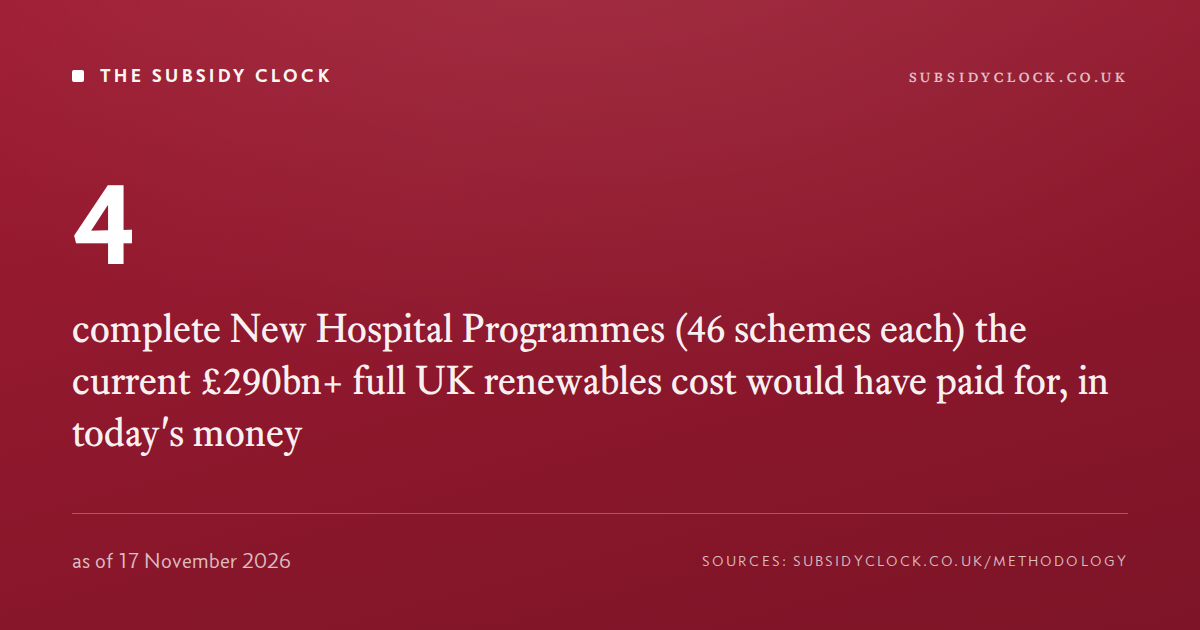 THE SUBSIDY CLOCK
SUBSIDYCLOCK.CO.UK
4
complete New Hospital Programmes (46 schemes each) the
current £290bn+ full UK renewables cost would have paid for, in
today's money
as of 17 November 2026
SOURCES: SUBSIDYCLOCK.CO.UK/METHODOLOGY